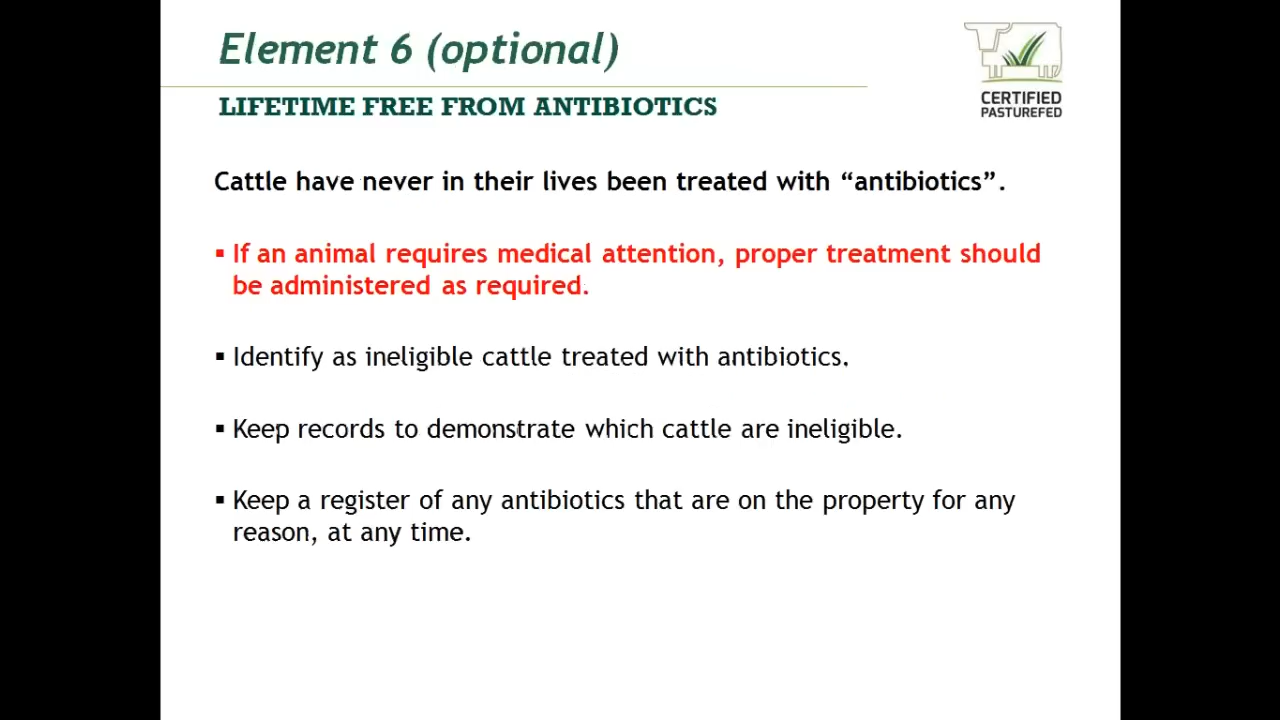 Element 6 (optional)
LIFETIME FREE FROM ANTIBIOTICS
CERTIFIED
PASTUREFED
Cattle have never in their lives been treated with “antibiotics”.
▪ If an animal requires medical attention, proper treatment should
be administered as required.
▪ Identify as ineligible cattle treated with antibiotics.
▪ Keep records to demonstrate which cattle are ineligible.
▪ Keep a register of any antibiotics that are on the property for any
reason, at any time.